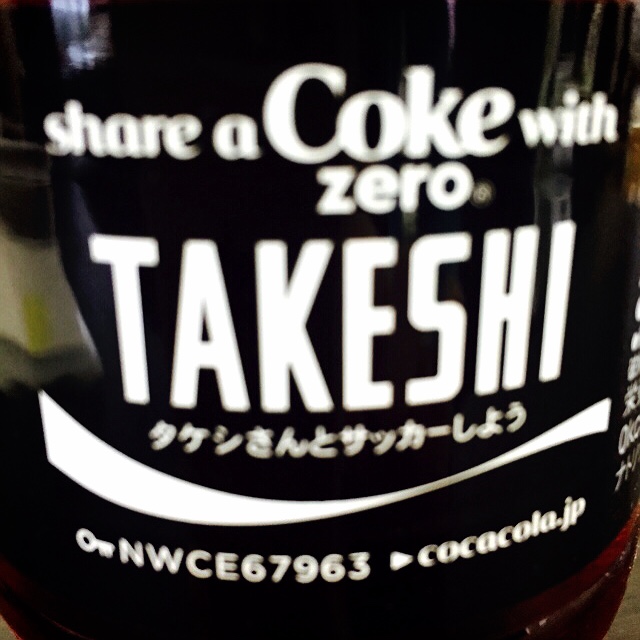 share a Coke with
zero®
TAKESHI
タケシさんとサッカーしよう
NWCE67963 ▶cocacola.jp